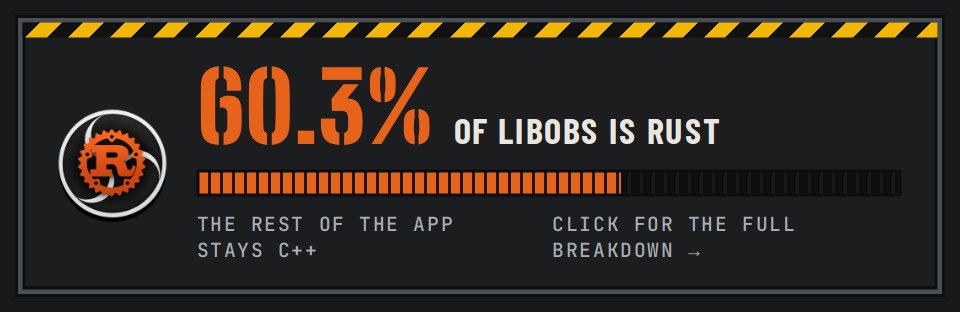 60.3% OF LIBOBS IS RUST
R
THE REST OF THE APP
STAYS C++
CLICK FOR THE FULL
BREAKDOWN →